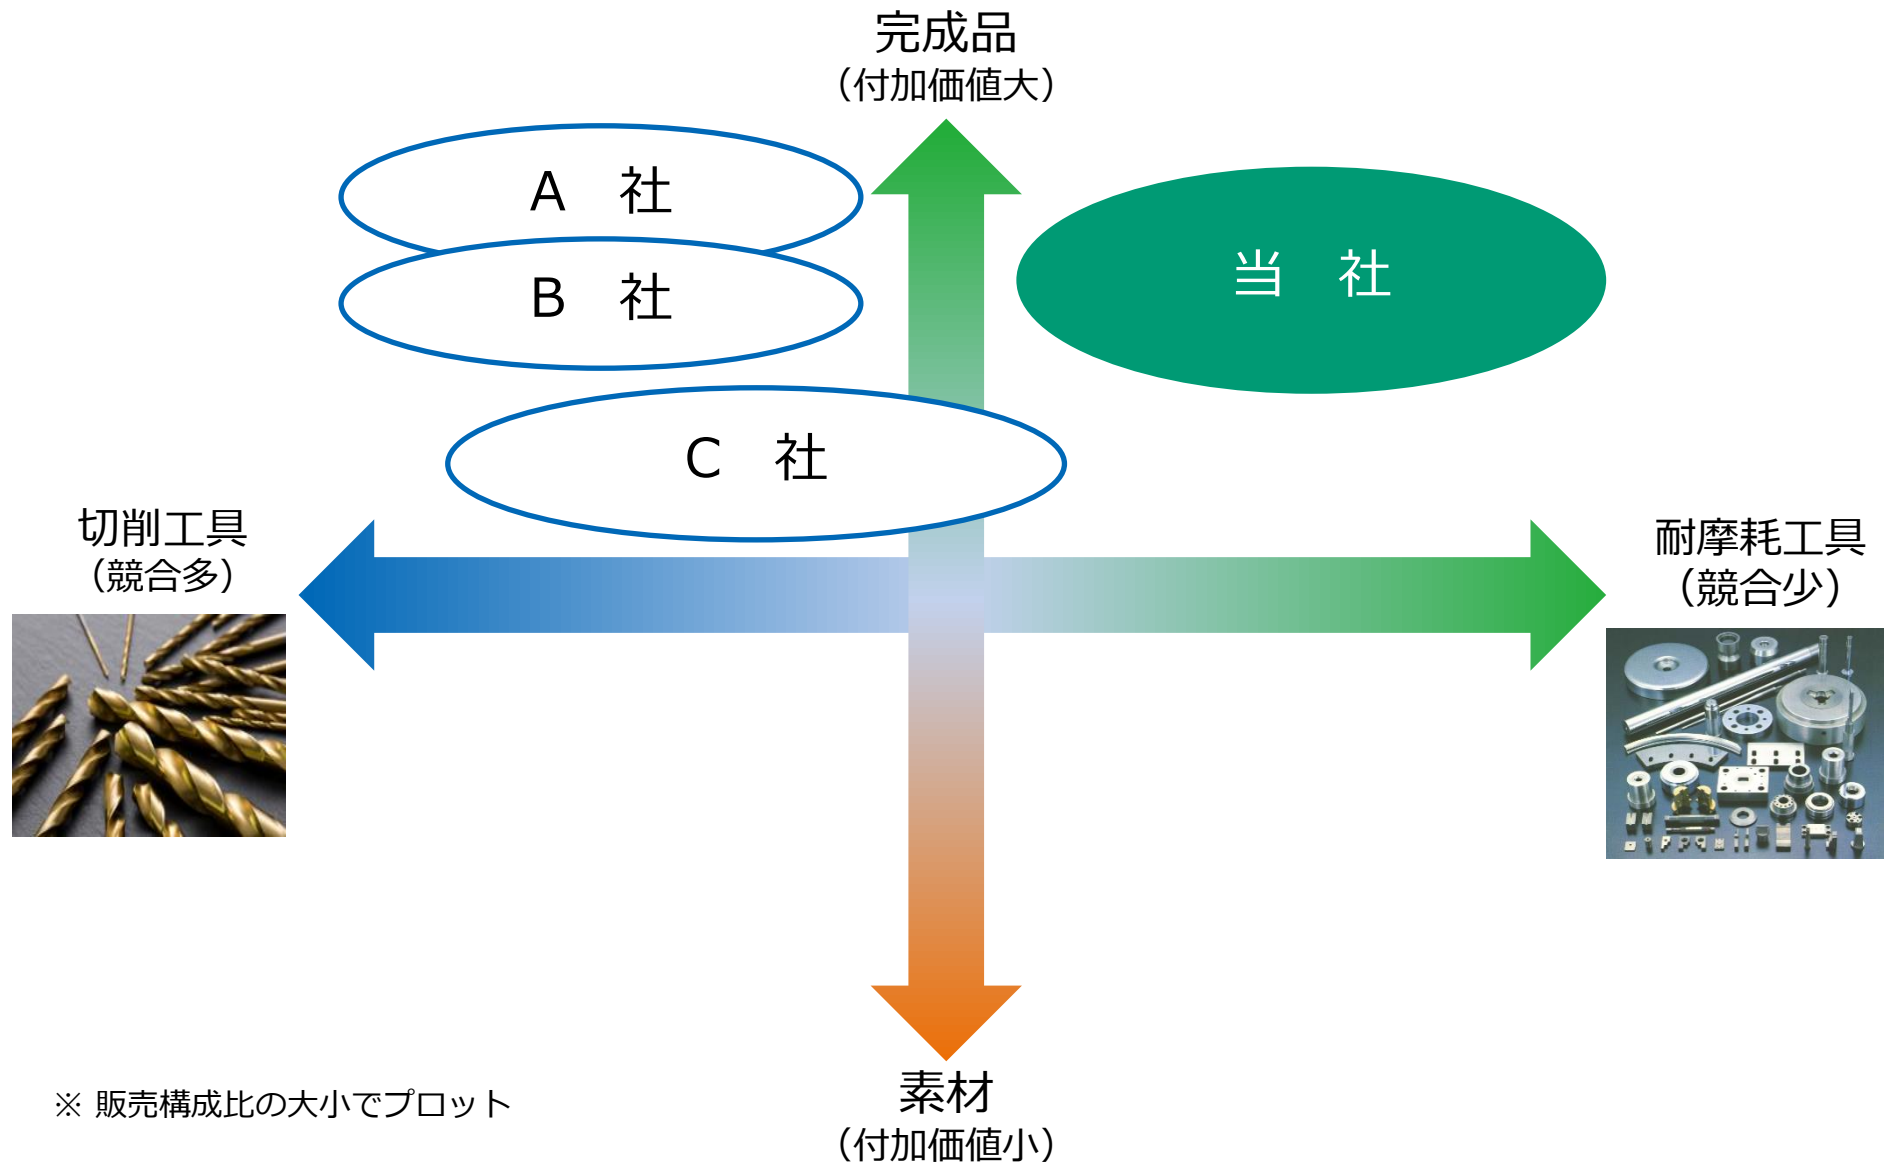 完成品
（付加価値大）
A　社
B　社
当　社
C　社
切削工具
（競合多）
耐摩耗工具
（競合少）
※ 販売構成比の大小でプロット
素材
（付加価値小）